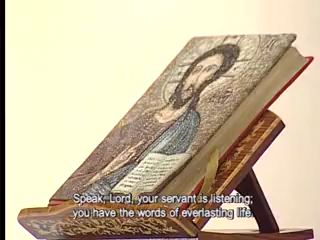 Speak, Lord, your servant is listening;
you have the words of everlasting life.